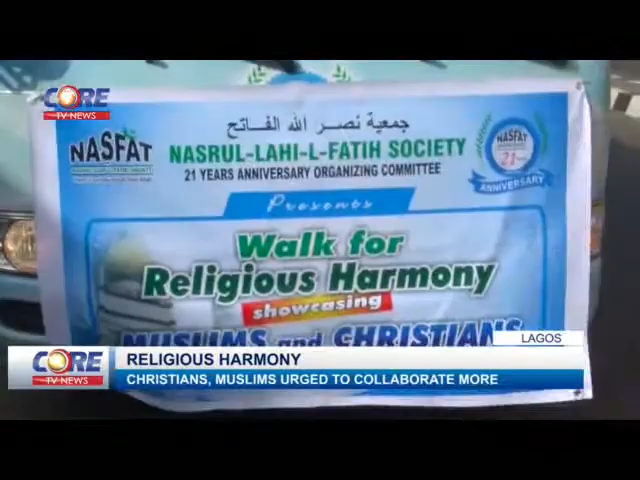 CORE
TV NEWS
جمعية نصر الله الفاتح
NASFAT
NASRUL-LAHI-L-FATIH SOCIETY
21 YEARS ANNIVERSARY ORGANIZING COMMITTEE
NASFAT
21
ANNIVERSARY
Presents
Walk for
Religious Harmony
showcasing
MUSLIMS and CHRISTIANS
LAGOS
CORE
TV NEWS
RELIGIOUS HARMONY
CHRISTIANS, MUSLIMS URGED TO COLLABORATE MORE